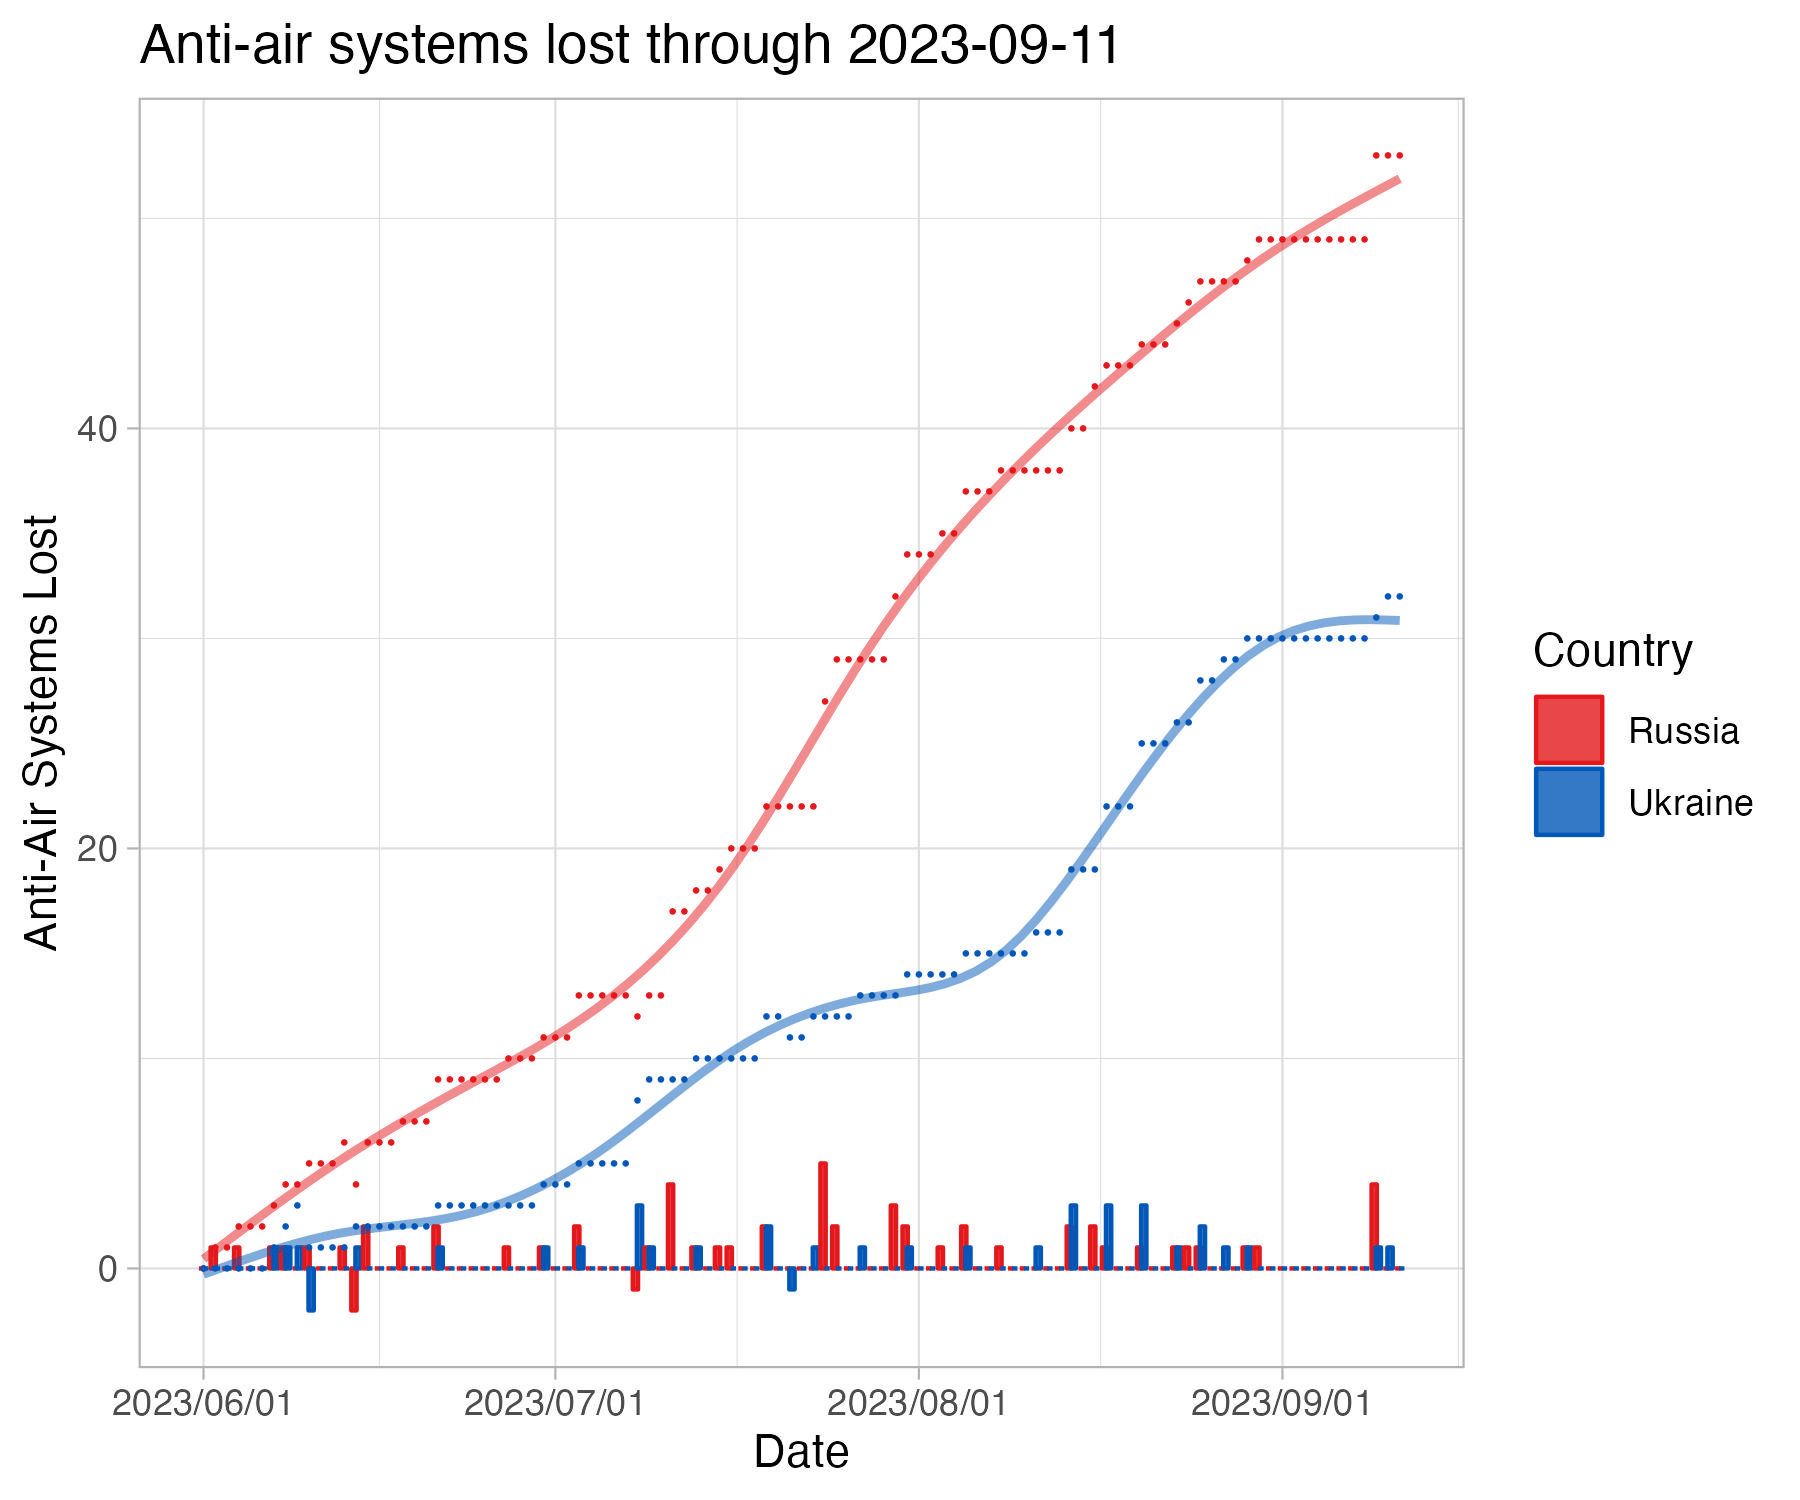 Anti-air systems lost through 2023-09-11
Anti-Air Systems Lost
40
20
0
2023/06/01 2023/07/01 2023/08/01 2023/09/01
Date
Country
Russia
Ukraine